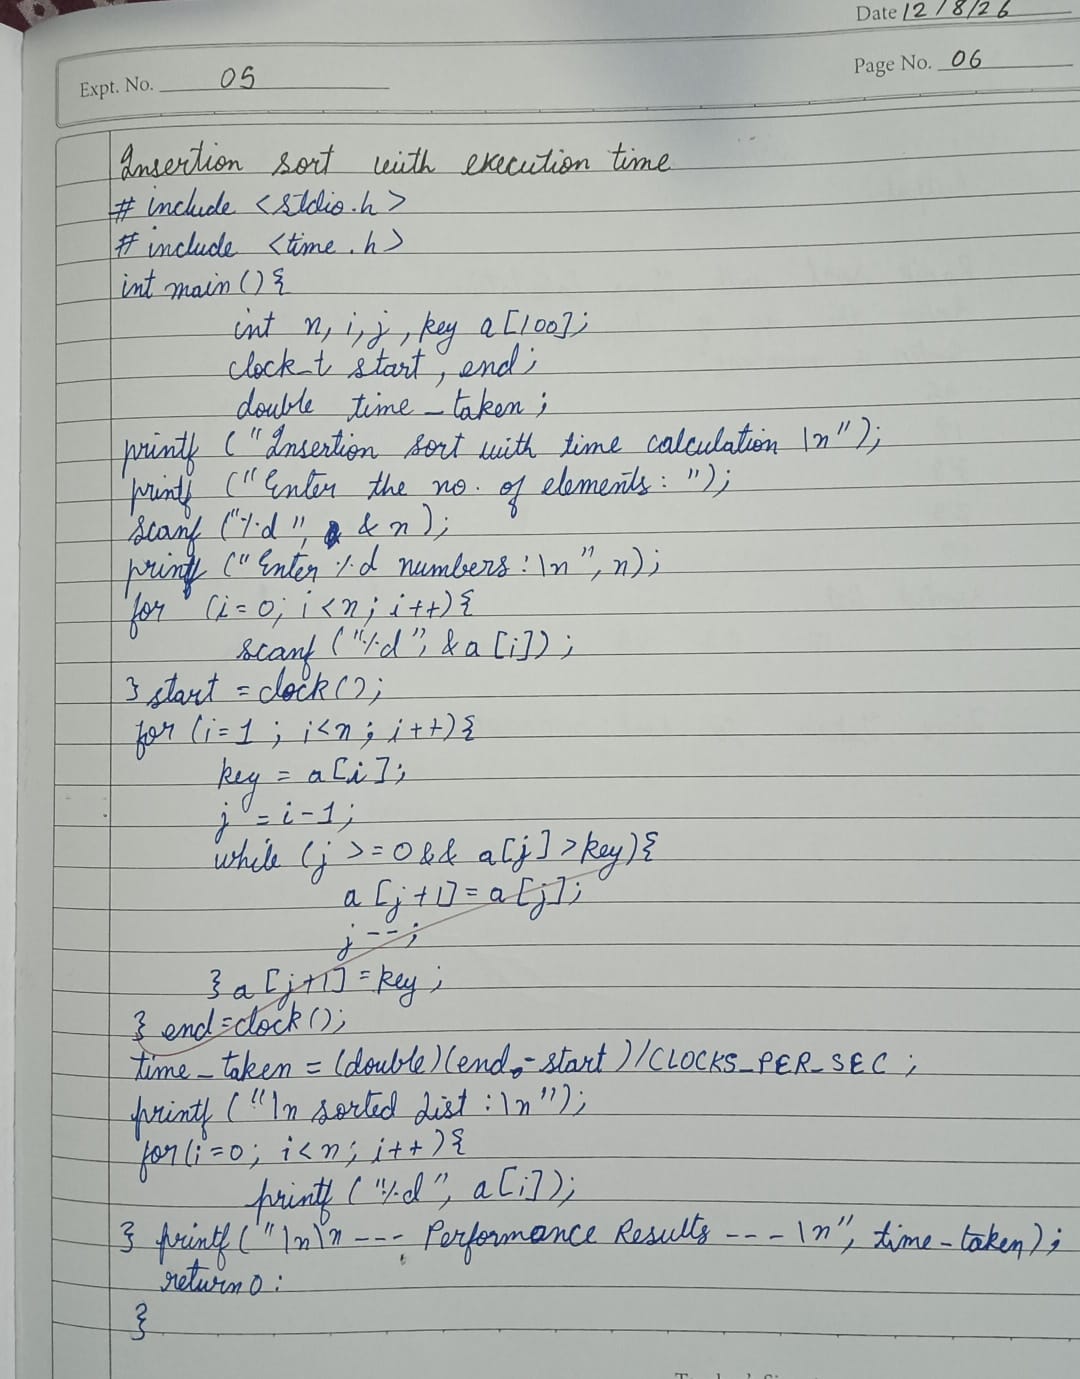 Date 12/8/26
Expt. No. 05
Page No. 06
Insertion sort with execution time
# include <stdio.h>
# include <time.h>
int main(){
int n, i, j, key a[100];
clock_t start, end;
double time_taken;
printf ("Insertion sort with time calculation \n");
printf ("Enter the no. of elements: ");
scanf ("%d", & n);
printf ("Enter %d numbers:\n", n);
for (i=0; i<n; i++){
scanf ("%d", &a[i]);
} start = clock();
for (i=1; i<n; i++){
key = a[i];
j = i-1;
while (j >= 0 && a[j] > key){
a[j+1] = a[j];
j--;
} a[j+1] = key;
} end = clock();
time_taken = (double)(end - start)/CLOCKS_PER_SEC;
printf ("\n sorted list:\n");
for(i=0; i<n; i++){
printf ("%d", a[i]);
} printf("\n\n --- Performance Results --- \n", time_taken);
return 0:
}